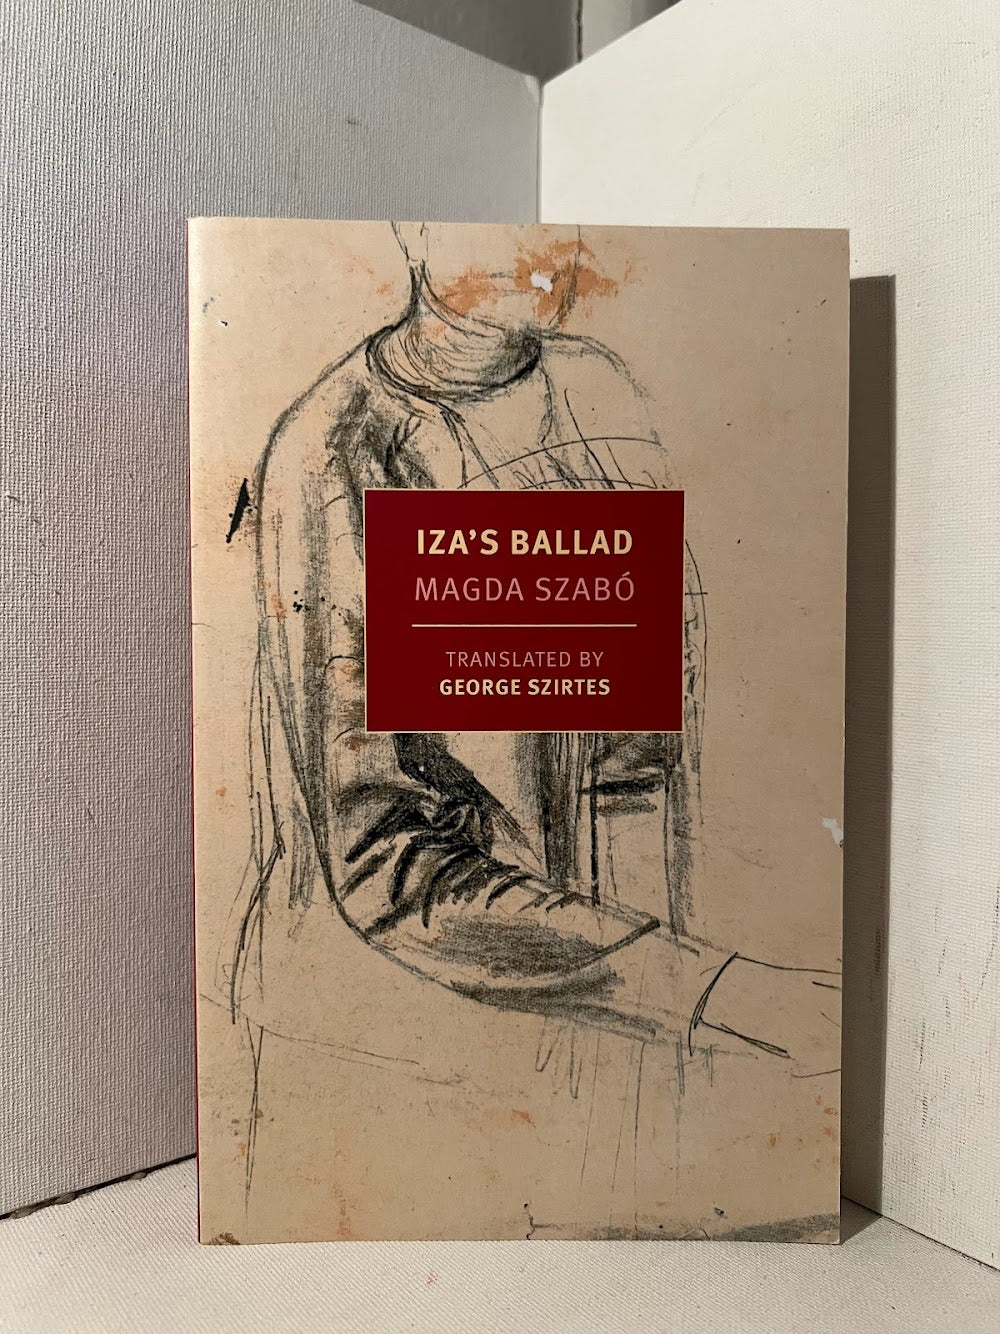 IZA'S BALLAD
MAGDA SZABÓ
TRANSLATED BY
GEORGE SZIRTES